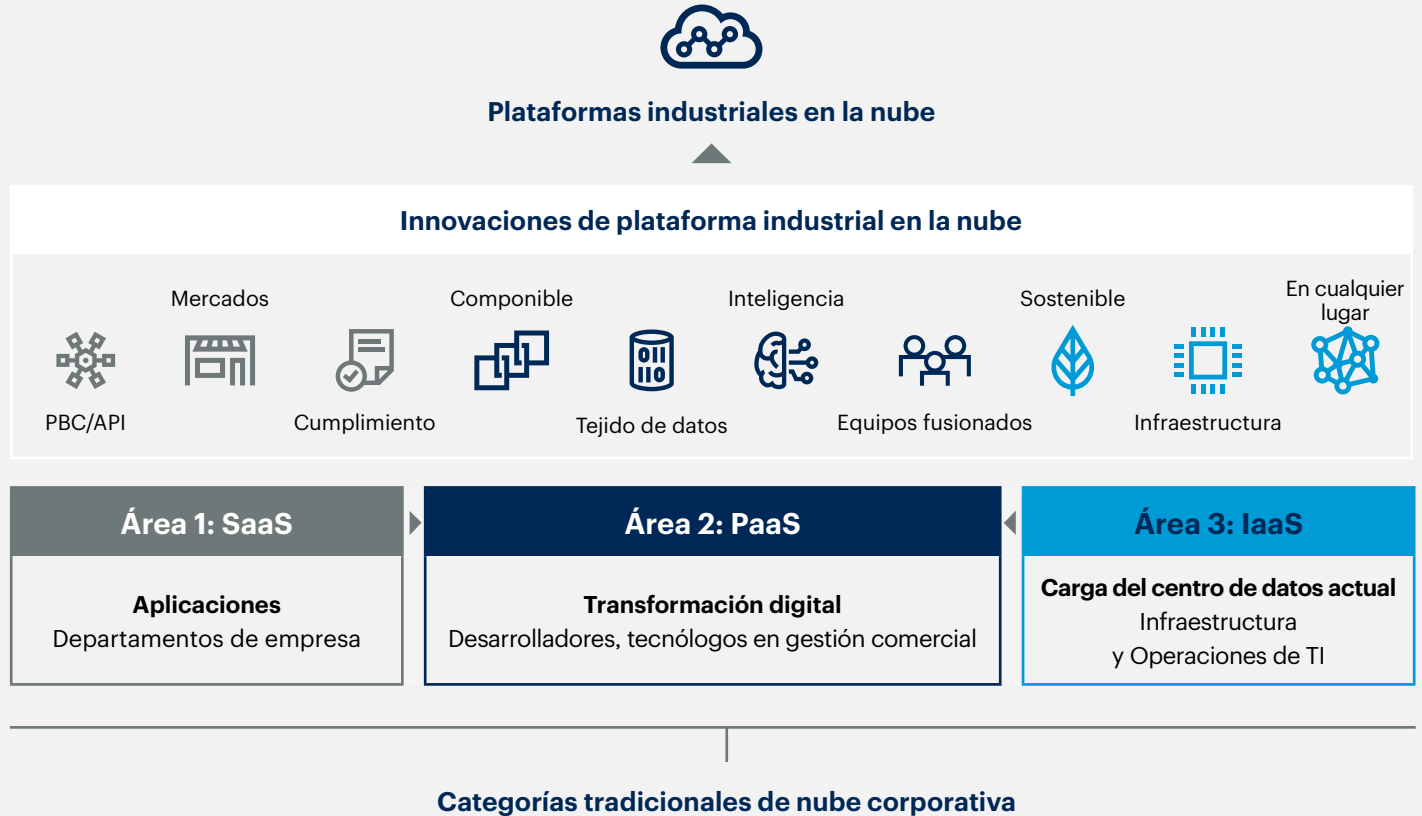 Plataformas industriales en la nube
Innovaciones de plataforma industrial en la nube
PBC/API
Mercados
Cumplimiento
Componible
Tejido de datos
011
110
Inteligencia
Equipos fusionados
Sostenible
Infraestructura
En cualquier
lugar
Área 1: SaaS
Aplicaciones
Departamentos de empresa
Área 2: PaaS
Transformación digital
Desarrolladores, tecnólogos en gestión comercial
Área 3: IaaS
Carga del centro de datos actual
Infraestructura
y Operaciones de TI
Categorías tradicionales de nube corporativa